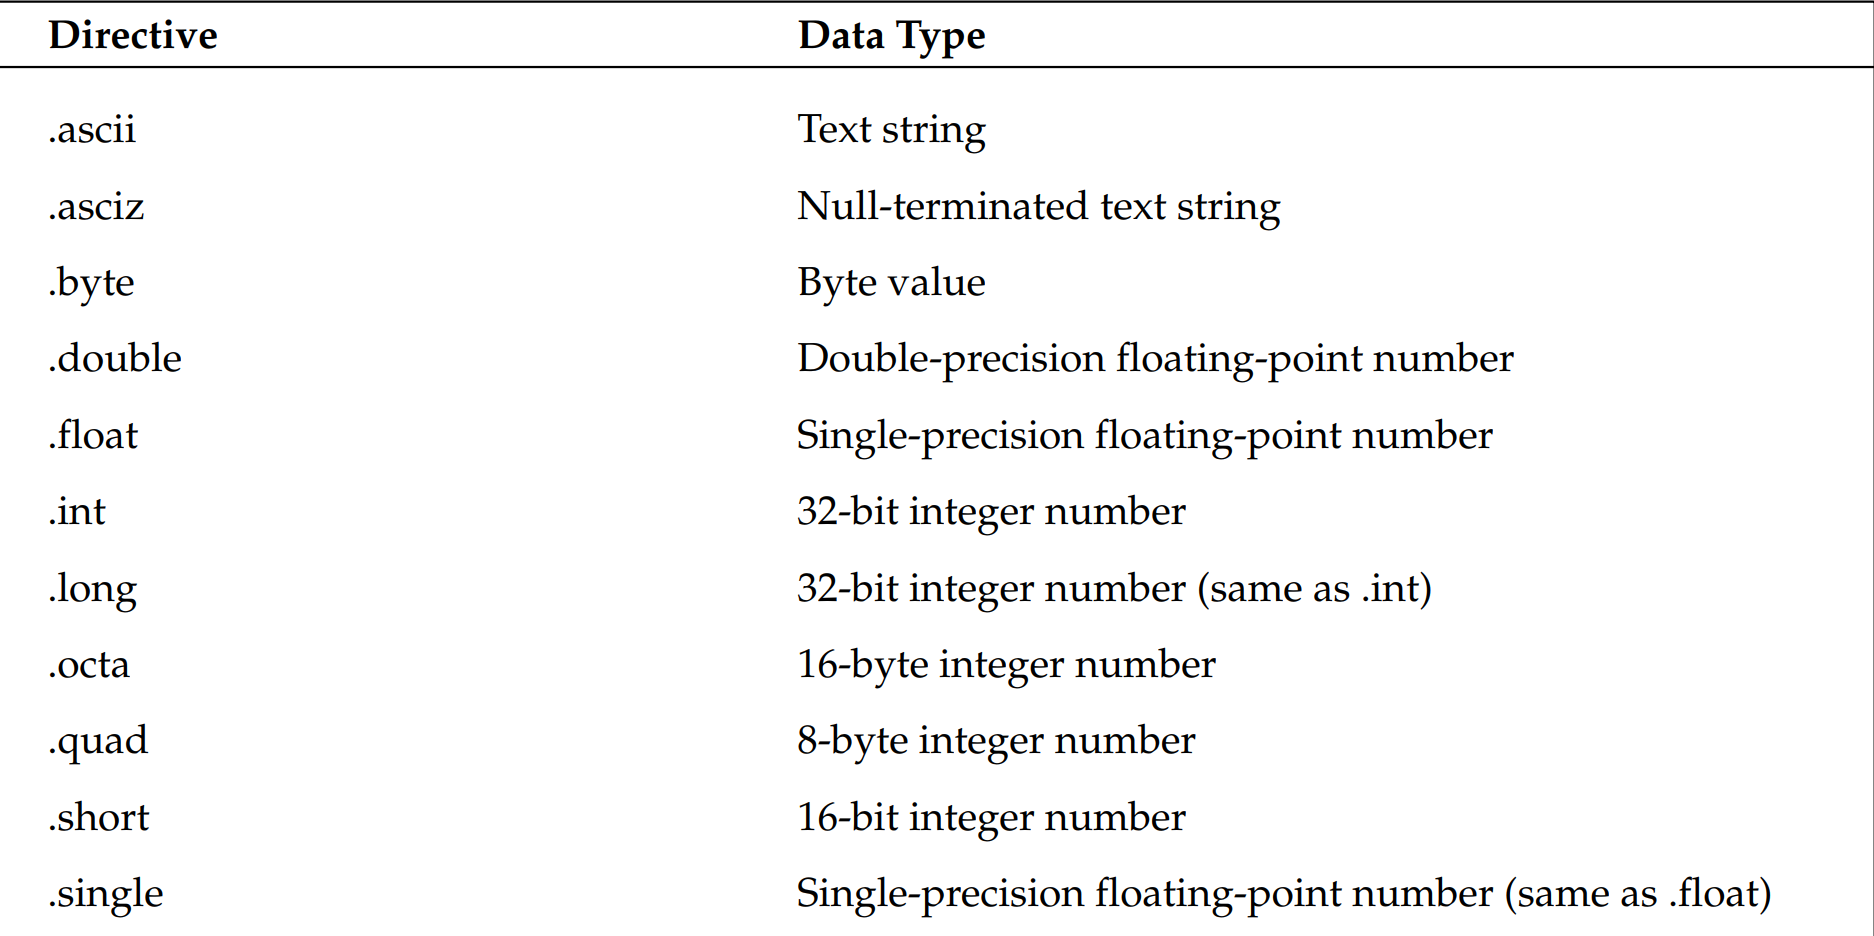 Directive Data Type
.ascii Text string
.asciz Null-terminated text string
.byte Byte value
.double Double-precision floating-point number
.float Single-precision floating-point number
.int 32-bit integer number
.long 32-bit integer number (same as .int)
.octa 16-byte integer number
.quad 8-byte integer number
.short 16-bit integer number
.single Single-precision floating-point number (same as .float)